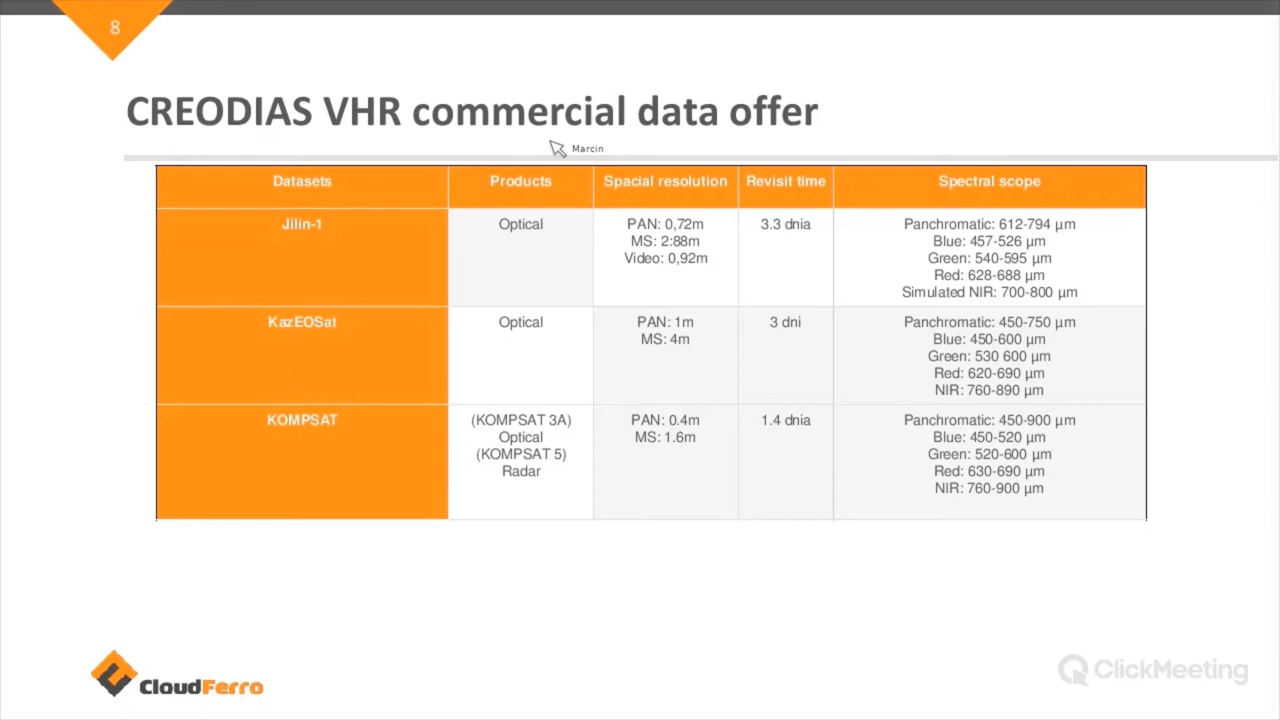 8
CREODIAS VHR commercial data offer
Marcin
Datasets Products Spacial resolution Revisit time Spectral scope
Jilin-1
Optical
PAN: 0,72m
MS: 2:88m
Video: 0,92m
3.3 dnia
Panchromatic: 612-794 μm
Blue: 457-526 μm
Green: 540-595 μm
Red: 628-688 μm
Simulated NIR: 700-800 μm
KazEOSat
Optical
PAN: 1m
MS: 4m
3 dni
Panchromatic: 450-750 μm
Blue: 450-600 μm
Green: 530 600 μm
Red: 620-690 μm
NIR: 760-890 μm
KOMPSAT
(KOMPSAT 3A)
Optical
(KOMPSAT 5)
Radar
PAN: 0.4m
MS: 1.6m
1.4 dnia
Panchromatic: 450-900 μm
Blue: 450-520 μm
Green: 520-600 μm
Red: 630-690 μm
NIR: 760-900 μm
CloudFerro
ClickMeeting